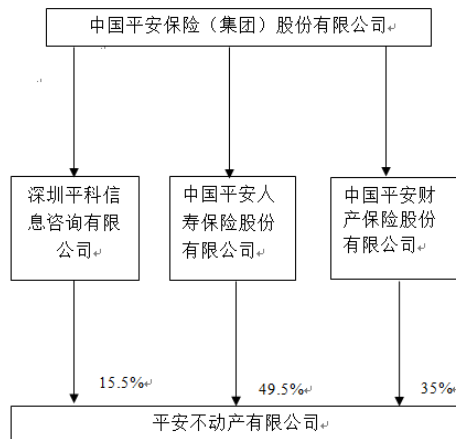 中国平安保险（集团）股份有限公司
深圳平科信
息咨询有限
公司
中国平安人
寿保险股份
有限公司
中国平安财
产保险股份
有限公司
15.5%
49.5%
35%
平安不动产有限公司